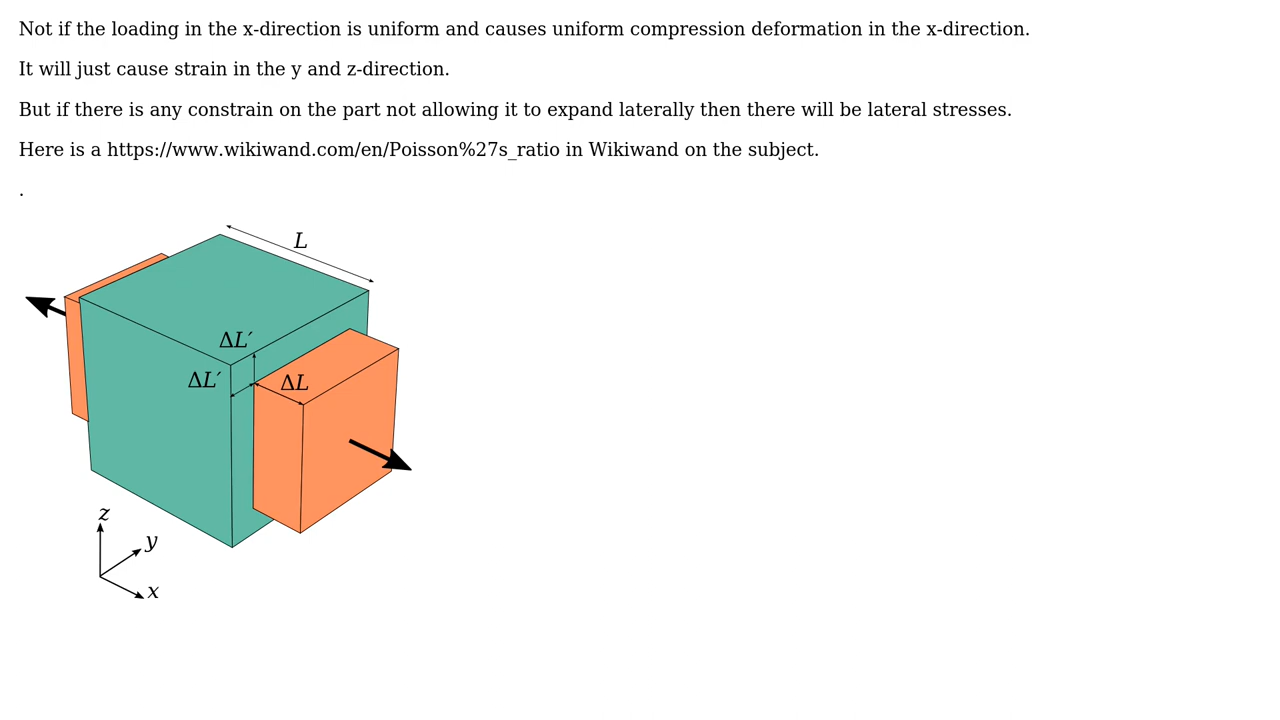 Not if the loading in the x-direction is uniform and causes uniform compression deformation in the x-direction.
It will just cause strain in the y and z-direction.
But if there is any constrain on the part not allowing it to expand laterally then there will be lateral stresses.
Here is a https://www.wikiwand.com/en/Poisson%27s_ratio in Wikiwand on the subject.
.
L
ΔL′
ΔL′
ΔL
z
y
x